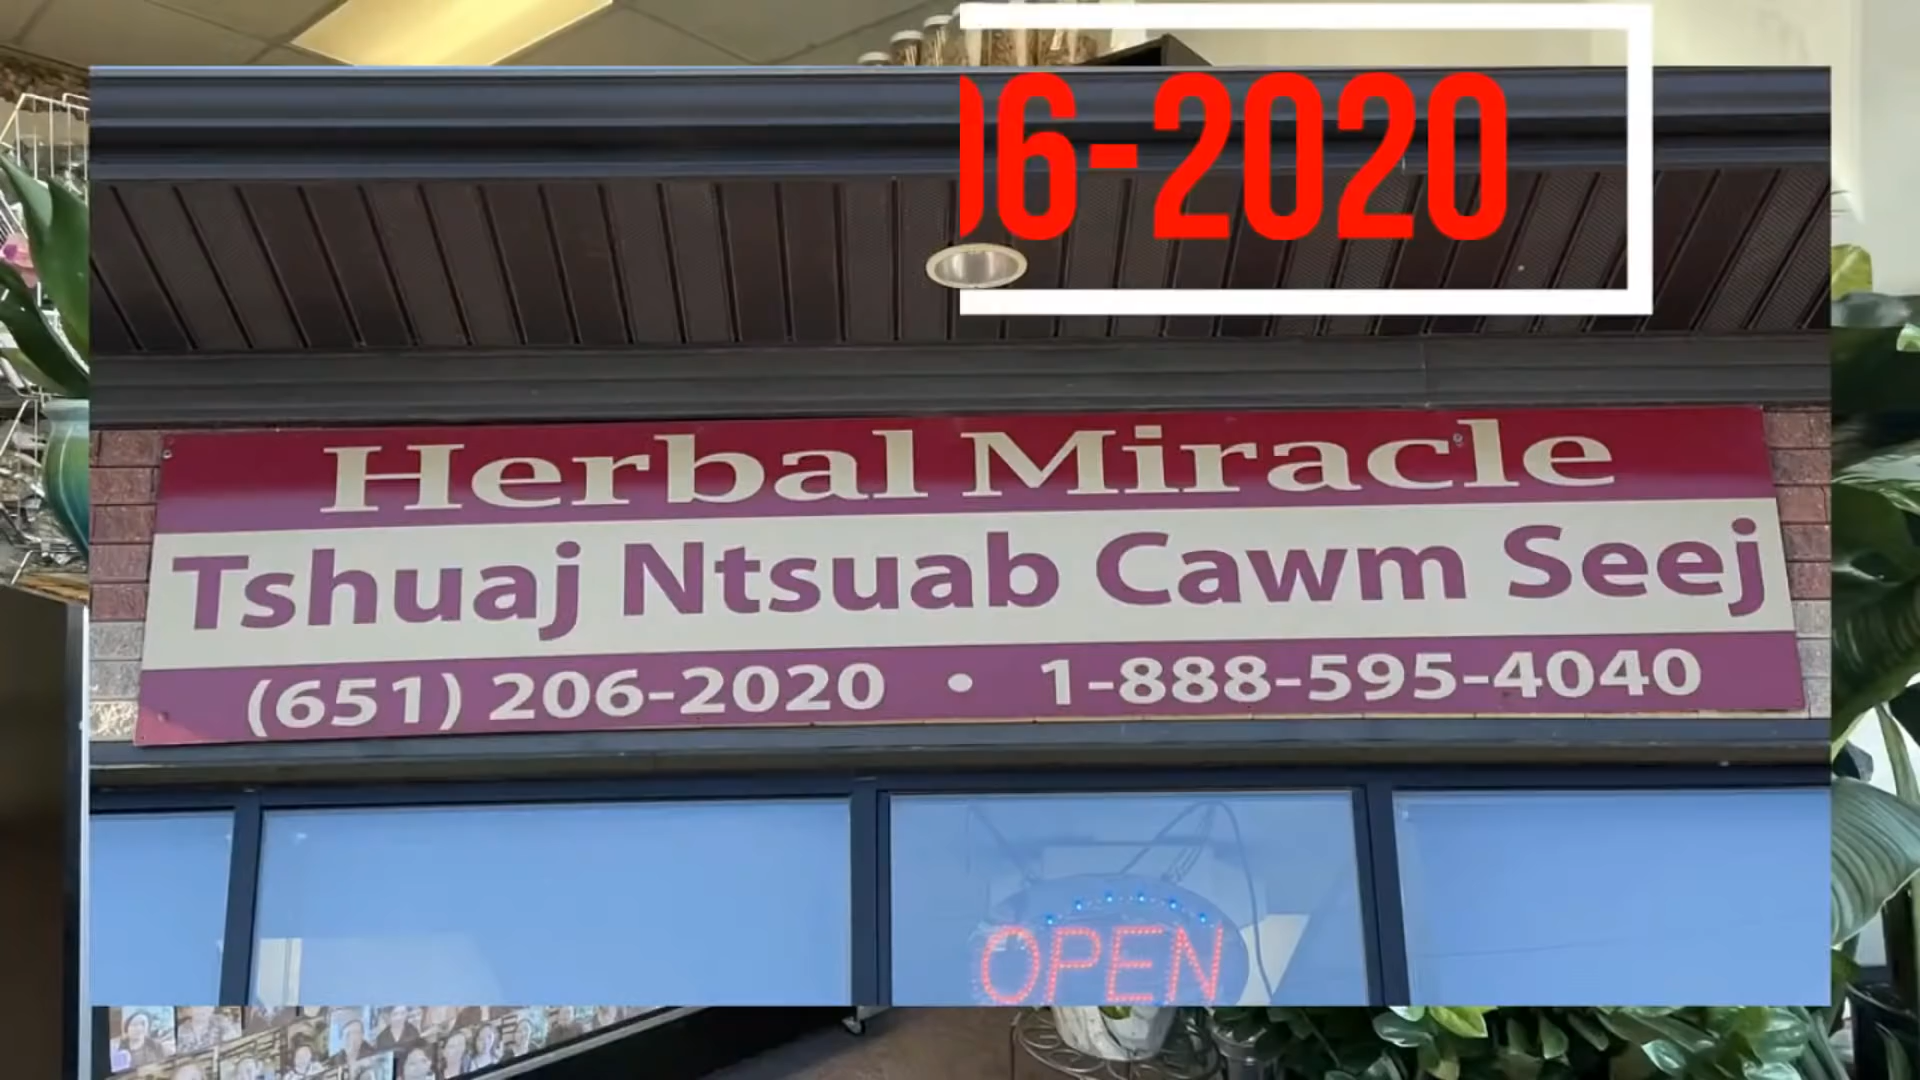 06-2020
Herbal Miracle
Tshuaj Ntsuab Cawm Seej
(651) 206-2020 • 1-888-595-4040
OPEN